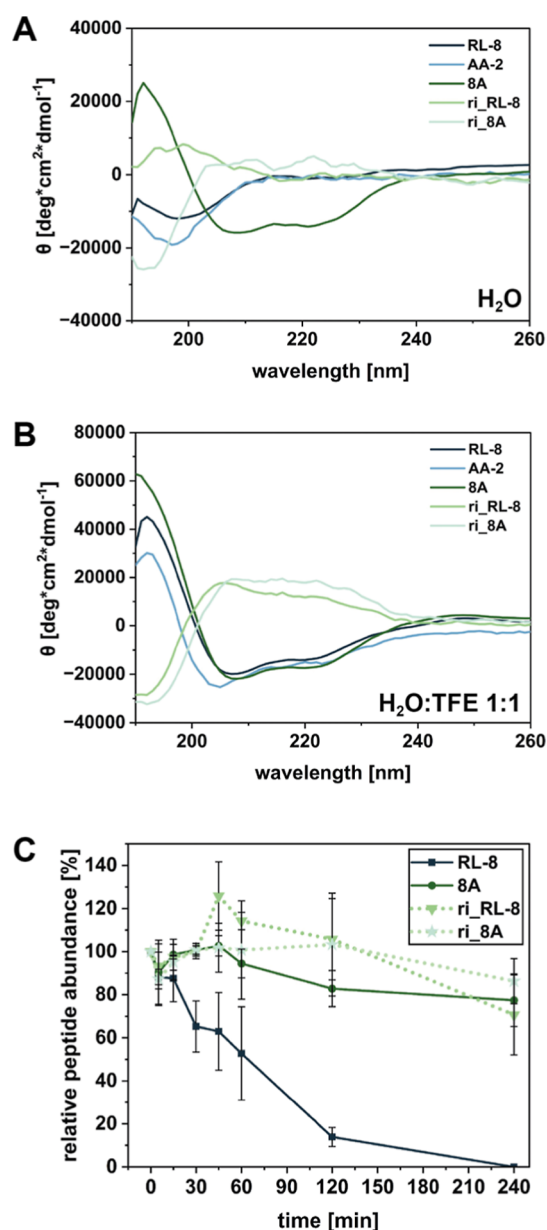 A
40000
30000
20000
10000
0
−10000
−20000
−30000
−40000
θ [deg*cm²*dmol⁻¹]
RL-8
AA-2
8A
ri_RL-8
ri_8A
H₂O
200
220
240
260
wavelength [nm]
B
80000
60000
40000
20000
0
−20000
−40000
θ [deg*cm²*dmol⁻¹]
RL-8
AA-2
8A
ri_RL-8
ri_8A
H₂O:TFE 1:1
200
220
240
260
wavelength [nm]
C
140
120
100
80
60
40
20
0
relative peptide abundance [%]
RL-8
8A
ri_RL-8
ri_8A
0 30 60 90 120 150 180 210 240
time [min]